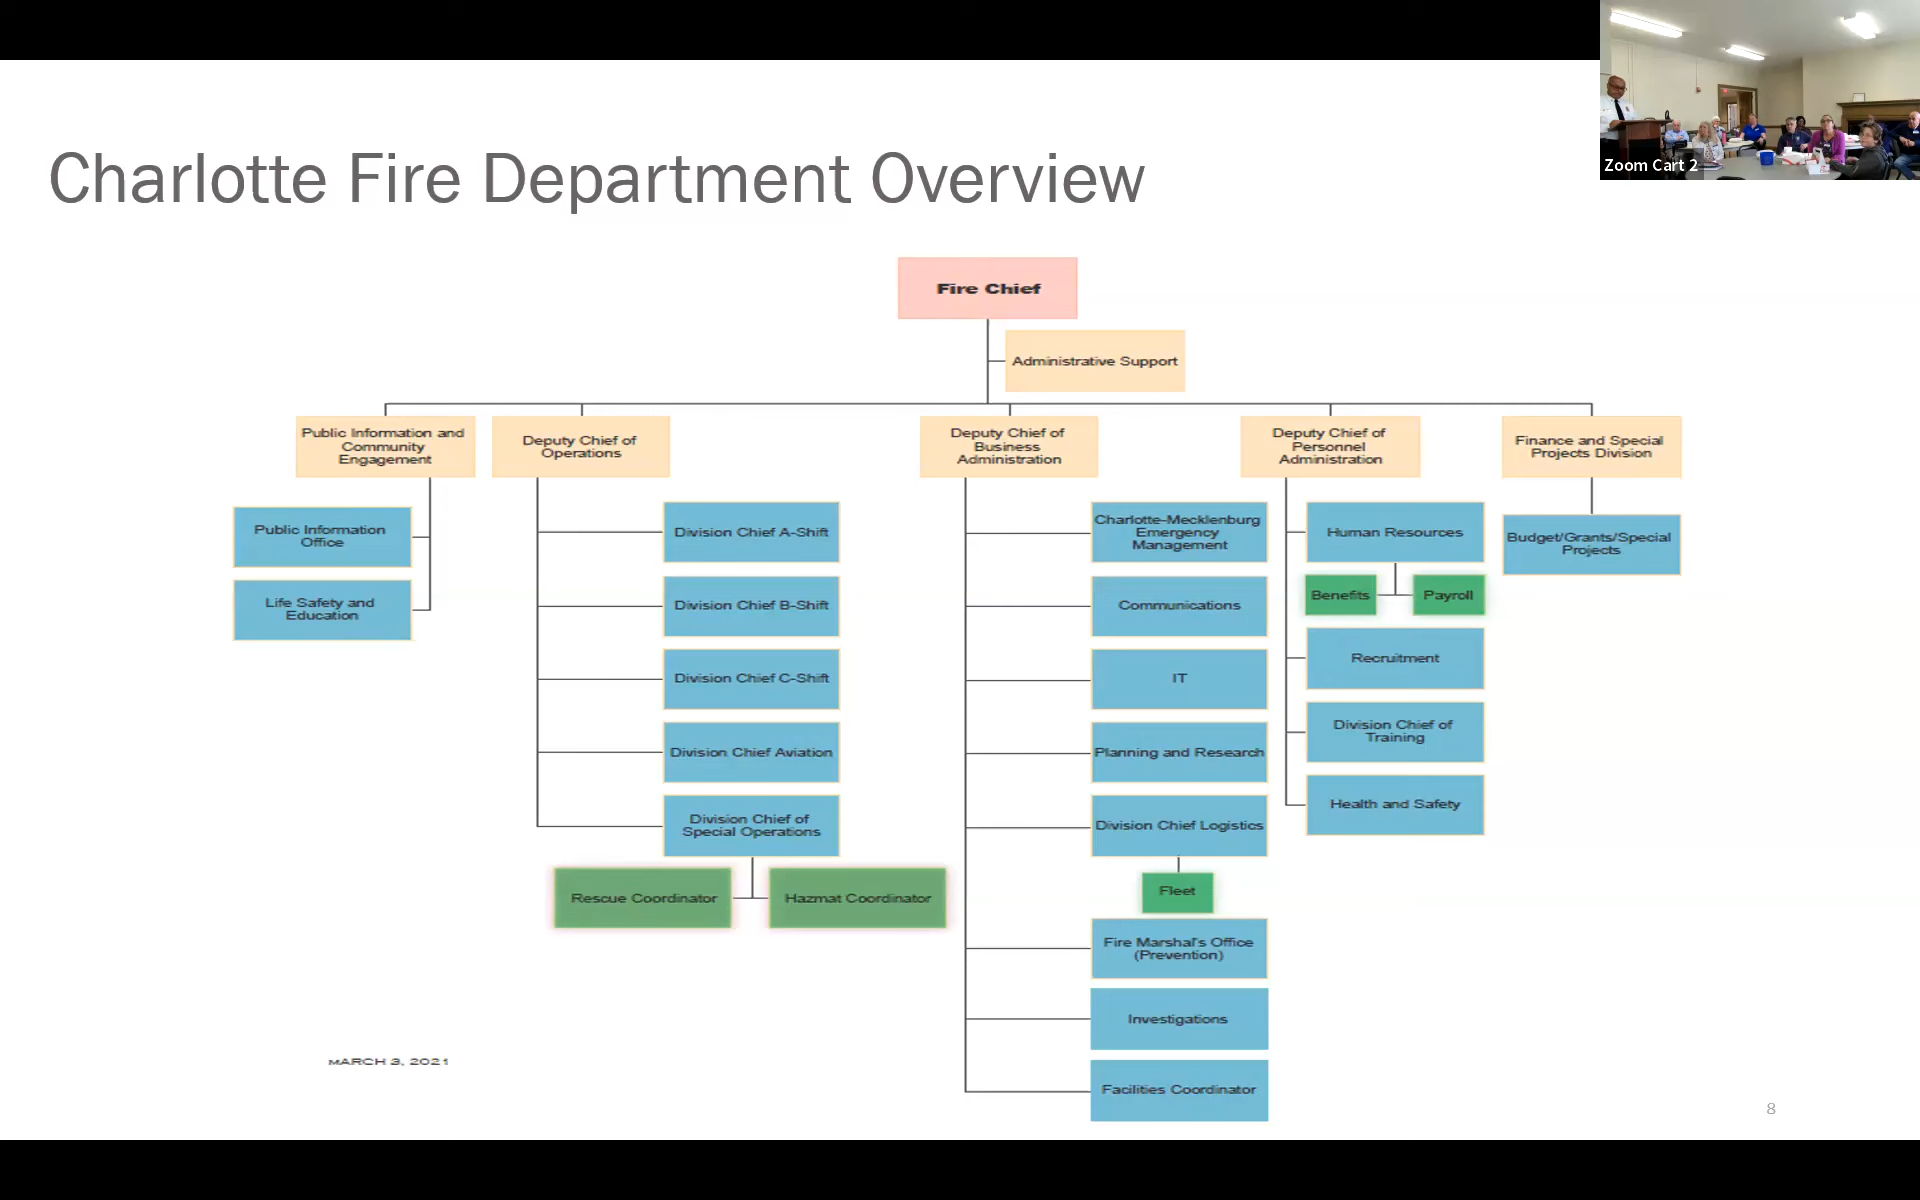 Zoom Cart 2
Charlotte Fire Department Overview
Fire Chief
Administrative Support
Public Information and
Community
Engagement
Public Information
Office
Life Safety and
Education
Deputy Chief of
Operations
Division Chief A-Shift
Division Chief B-Shift
Division Chief C-Shift
Division Chief Aviation
Division Chief of
Special Operations
Rescue Coordinator
Hazmat Coordinator
Deputy Chief of
Business
Administration
Charlotte-Mecklenburg
Emergency
Management
Communications
IT
Planning and Research
Division Chief Logistics
Fleet
Fire Marshal's Office
(Prevention)
Investigations
Facilities Coordinator
Deputy Chief of
Personnel
Administration
Human Resources
Benefits
Payroll
Recruitment
Division Chief of
Training
Health and Safety
Finance and Special
Projects Division
Budget/Grants/Special
Projects
MARCH 3, 2021
8